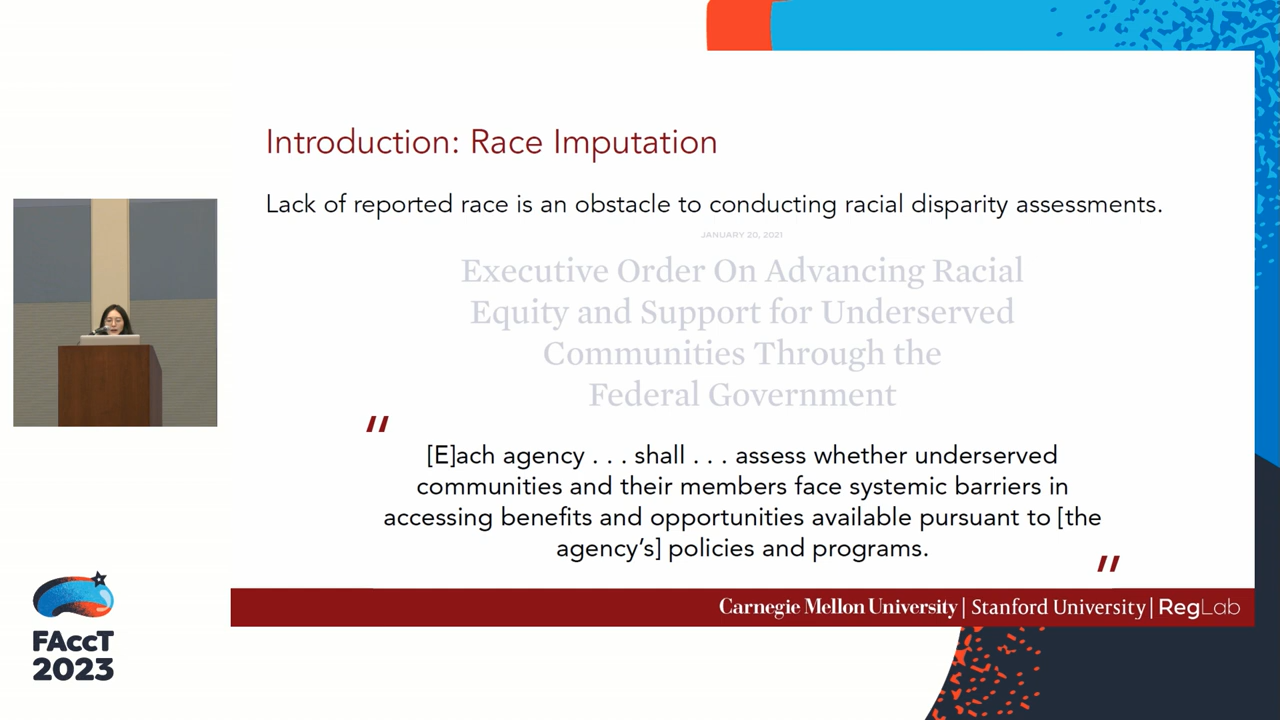 Introduction: Race Imputation
Lack of reported race is an obstacle to conducting racial disparity assessments.
JANUARY 20, 2021
Executive Order On Advancing Racial
Equity and Support for Underserved
Communities Through the
Federal Government
"
[E]ach agency . . . shall . . . assess whether underserved
communities and their members face systemic barriers in
accessing benefits and opportunities available pursuant to [the
agency’s] policies and programs.
"
Carnegie Mellon University | Stanford University | RegLab
FAccT
2023